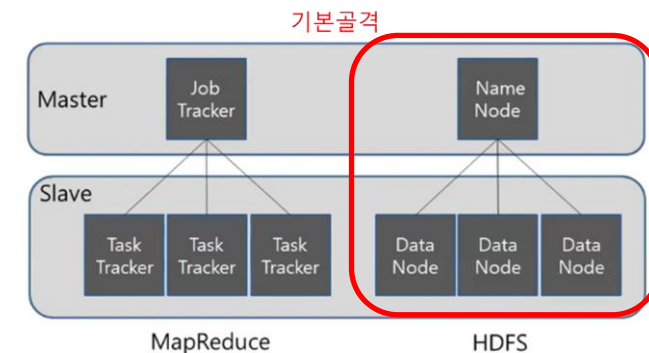 기본골격
Master
Job
Tracker
Name
Node
Slave
Task
Tracker
Task
Tracker
Task
Tracker
Data
Node
Data
Node
Data
Node
MapReduce
HDFS